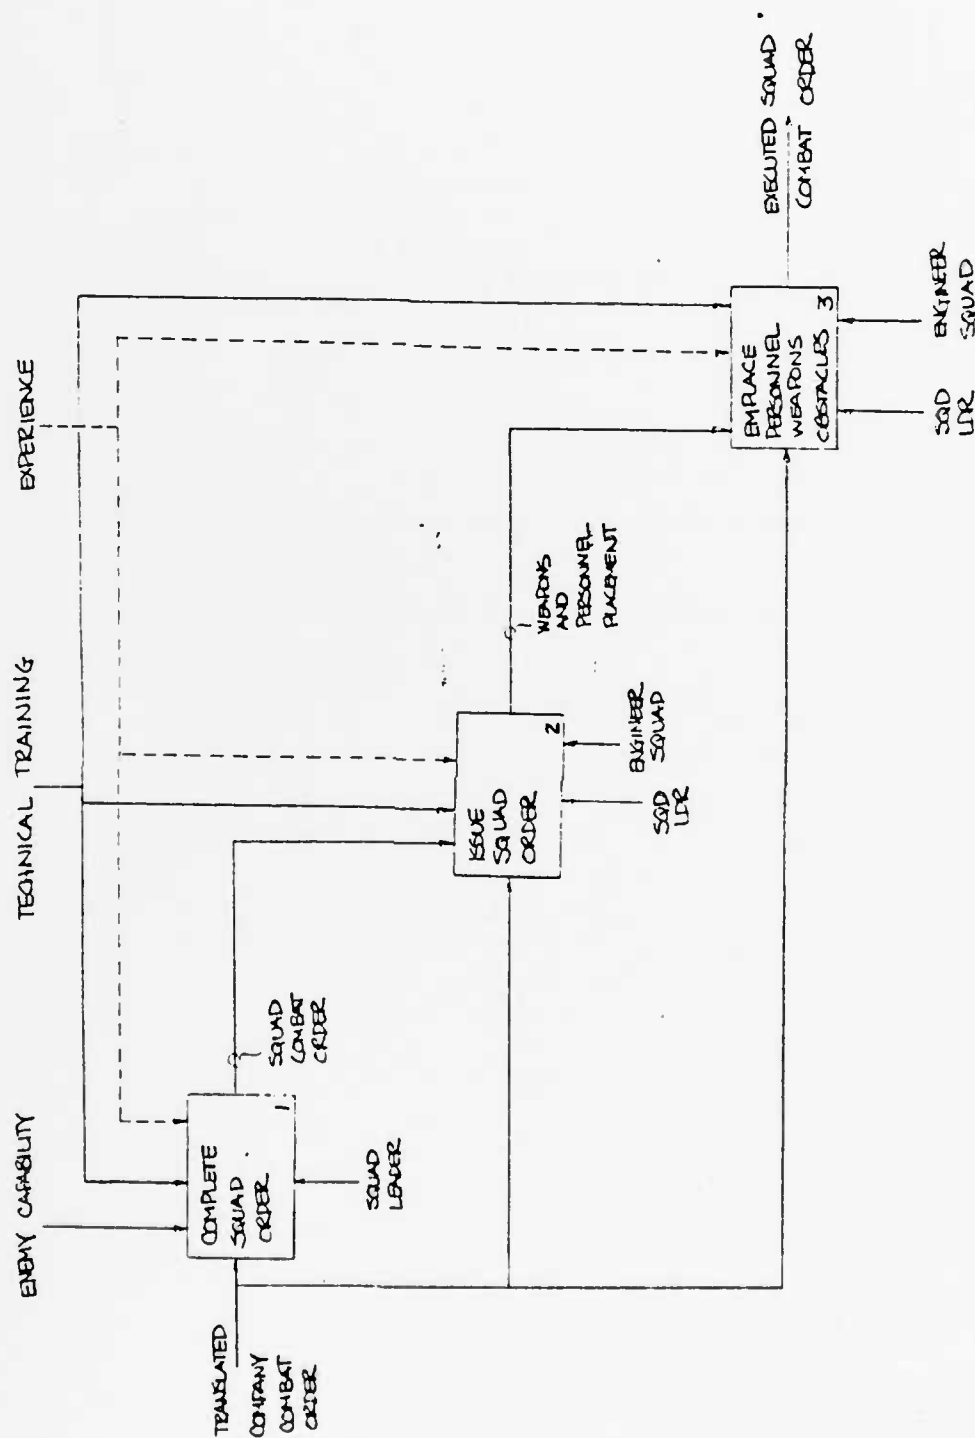 ENEMY CAPABILITY
TECHNICAL TRAINING
EXPERIENCE
TRANSLATED
COMPANY
COMBAT
ORDER
COMPLETE
SQUAD
ORDER
1
SQUAD
LEADER
SQUAD
COMBAT
ORDER
ISSUE
SQUAD
ORDER
2
SQD
LDR
ENGINEER
SQUAD
WEAPONS
AND
PERSONNEL
PLACEMENT
EMPLACE
PERSONNEL
WEAPONS
OBSTACLES
3
SQD
LDR
ENGINEER
SQUAD
EXECUTED SQUAD
COMBAT ORDER